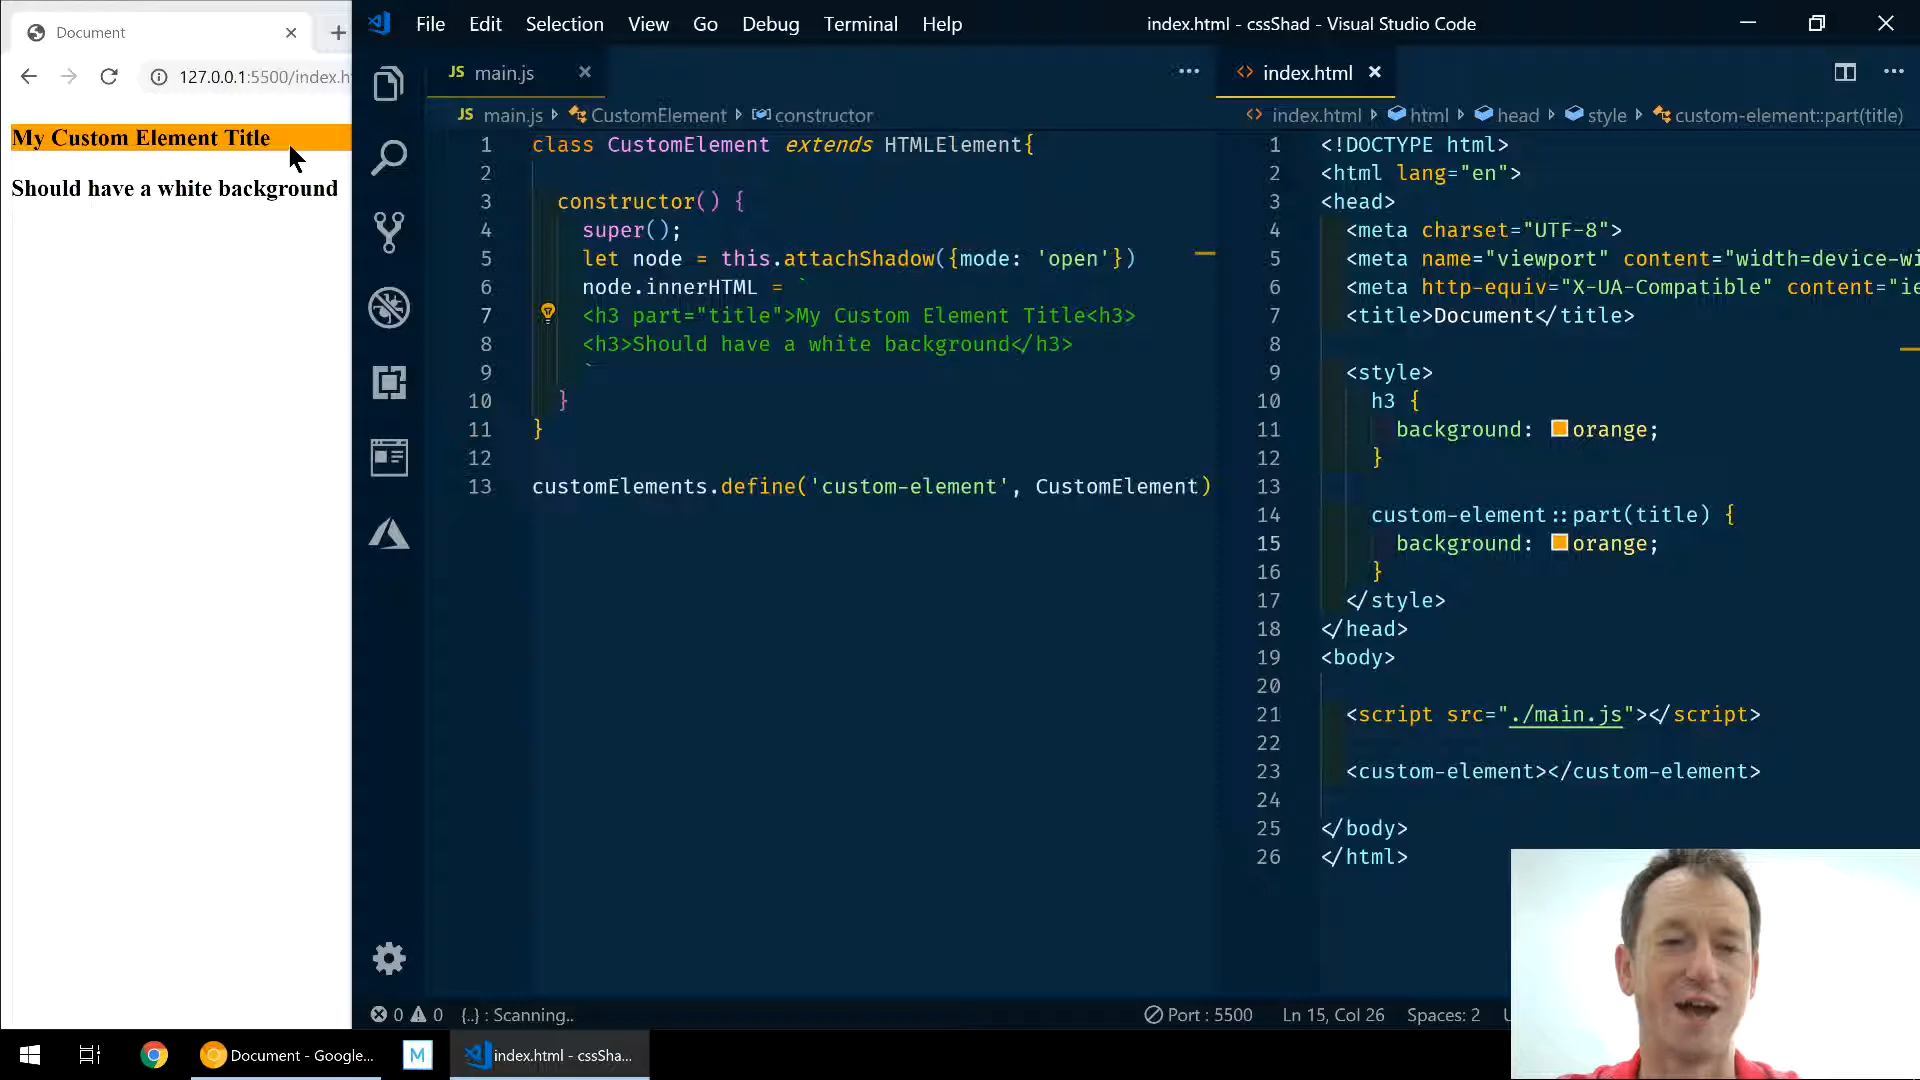 Document
127.0.0.1:5500/index.h
My Custom Element Title
Should have a white background
File Edit Selection View Go Debug Terminal Help
index.html - cssShad - Visual Studio Code
JS main.js
<> index.html
JS main.js > CustomElement > constructor
<> index.html > html > head > style > custom-element::part(title)
1 class CustomElement extends HTMLElement{
2
3 constructor() {
4 super();
5 let node = this.attachShadow({mode: 'open'})
6 node.innerHTML = `
7 <h3 part="title">My Custom Element Title<h3>
8 <h3>Should have a white background</h3>
9 `
10 }
11 }
12
13 customElements.define('custom-element', CustomElement)
1 <!DOCTYPE html>
2 <html lang="en">
3 <head>
4 <meta charset="UTF-8">
5 <meta name="viewport" content="width=device-wi
6 <meta http-equiv="X-UA-Compatible" content="ie
7 <title>Document</title>
8
9 <style>
10 h3 {
11 background: orange;
12 }
13
14 custom-element::part(title) {
15 background: orange;
16 }
17 </style>
18 </head>
19 <body>
20
21 <script src="./main.js"></script>
22
23 <custom-element></custom-element>
24
25 </body>
26 </html>
0 0 {..} : Scanning..
Port : 5500 Ln 15, Col 26 Spaces: 2 U
Document - Google...
M
index.html - cssSha...